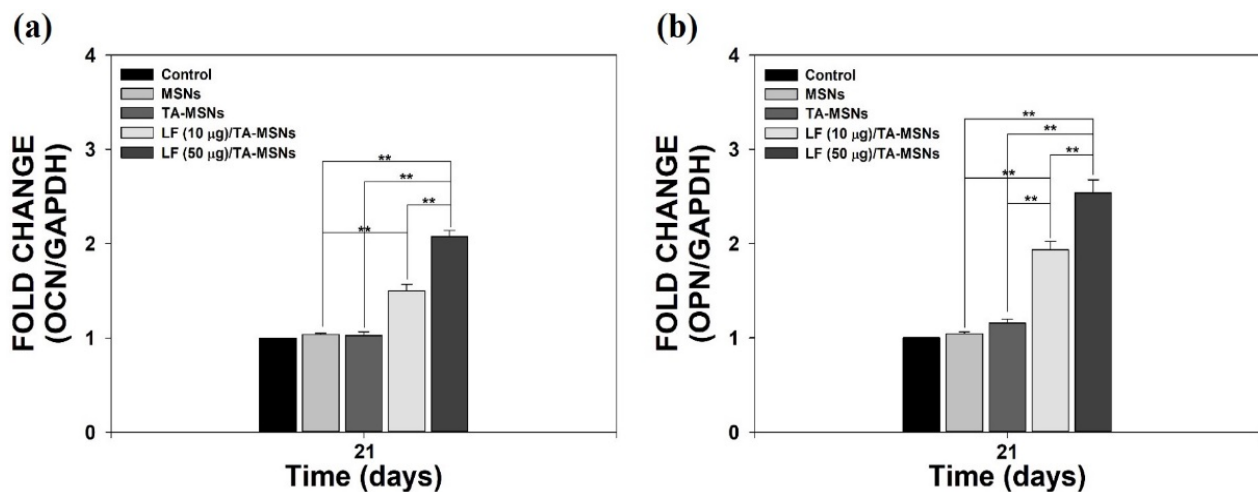 (a)
FOLD CHANGE
(OCN/GAPDH)
4
3
2
1
0
Control
MSNs
TA-MSNs
LF (10 μg)/TA-MSNs
LF (50 μg)/TA-MSNs
**
**
**
**
21
Time (days)
(b)
FOLD CHANGE
(OPN/GAPDH)
4
3
2
1
0
Control
MSNs
TA-MSNs
LF (10 μg)/TA-MSNs
LF (50 μg)/TA-MSNs
**
**
**
**
**
21
Time (days)